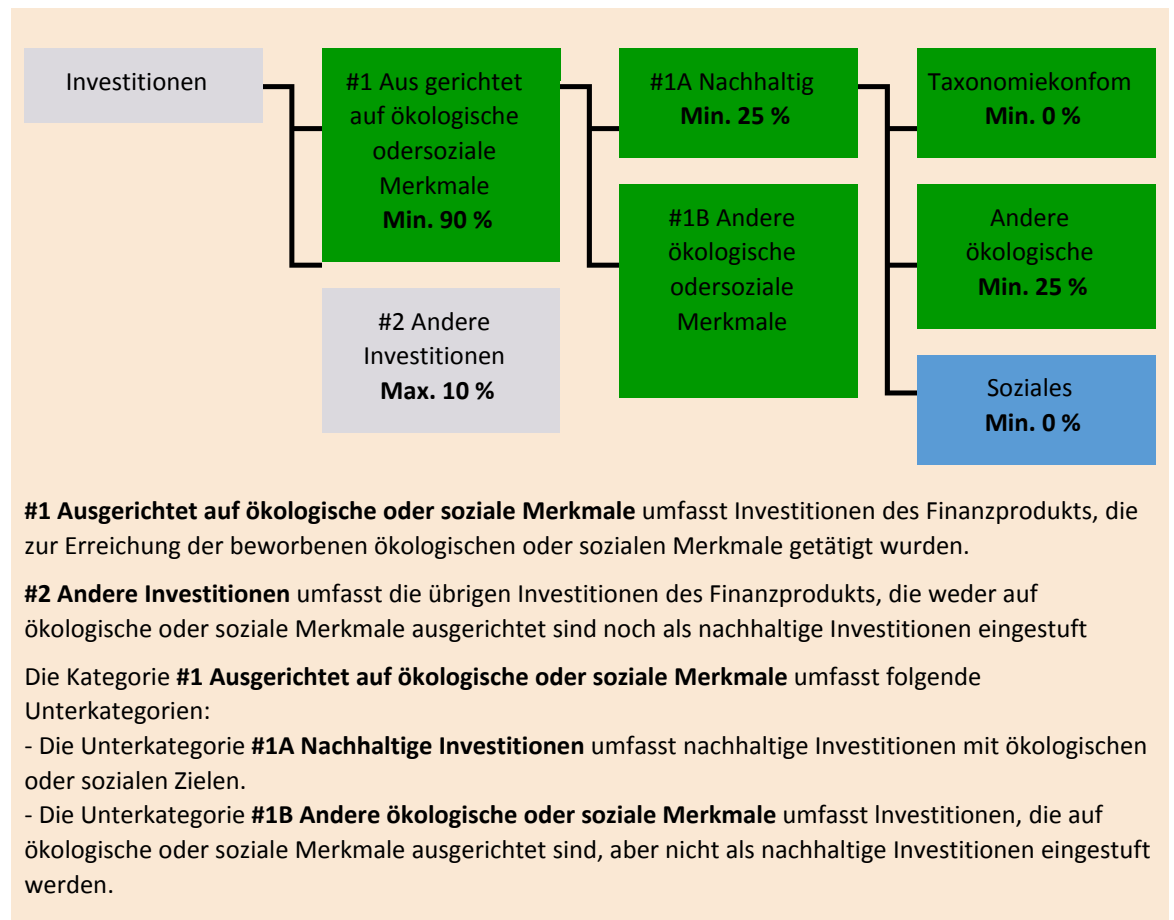 Investitionen
#1 Aus gerichtet
auf ökologische
odersoziale
Merkmale
Min. 90 %
#2 Andere
Investitionen
Max. 10 %
#1A Nachhaltig
Min. 25 %
#1B Andere
ökologische
odersoziale
Merkmale
Taxonomiekonfom
Min. 0 %
Andere
ökologische
Min. 25 %
Soziales
Min. 0 %
#1 Ausgerichtet auf ökologische oder soziale Merkmale umfasst Investitionen des Finanzprodukts, die
zur Erreichung der beworbenen ökologischen oder sozialen Merkmale getätigt wurden.
#2 Andere Investitionen umfasst die übrigen Investitionen des Finanzprodukts, die weder auf
ökologische oder soziale Merkmale ausgerichtet sind noch als nachhaltige Investitionen eingestuft
Die Kategorie #1 Ausgerichtet auf ökologische oder soziale Merkmale umfasst folgende
Unterkategorien:
- Die Unterkategorie #1A Nachhaltige Investitionen umfasst nachhaltige Investitionen mit ökologischen
oder sozialen Zielen.
- Die Unterkategorie #1B Andere ökologische oder soziale Merkmale umfasst lnvestitionen, die auf
ökologische oder soziale Merkmale ausgerichtet sind, aber nicht als nachhaltige Investitionen eingestuft
werden.